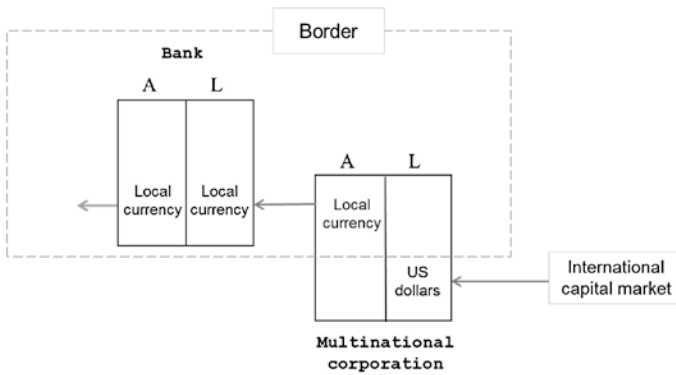 Border
Bank
A L
Local
currency
Local
currency
A L
Local
currency
US
dollars
International
capital market
Multinational
corporation